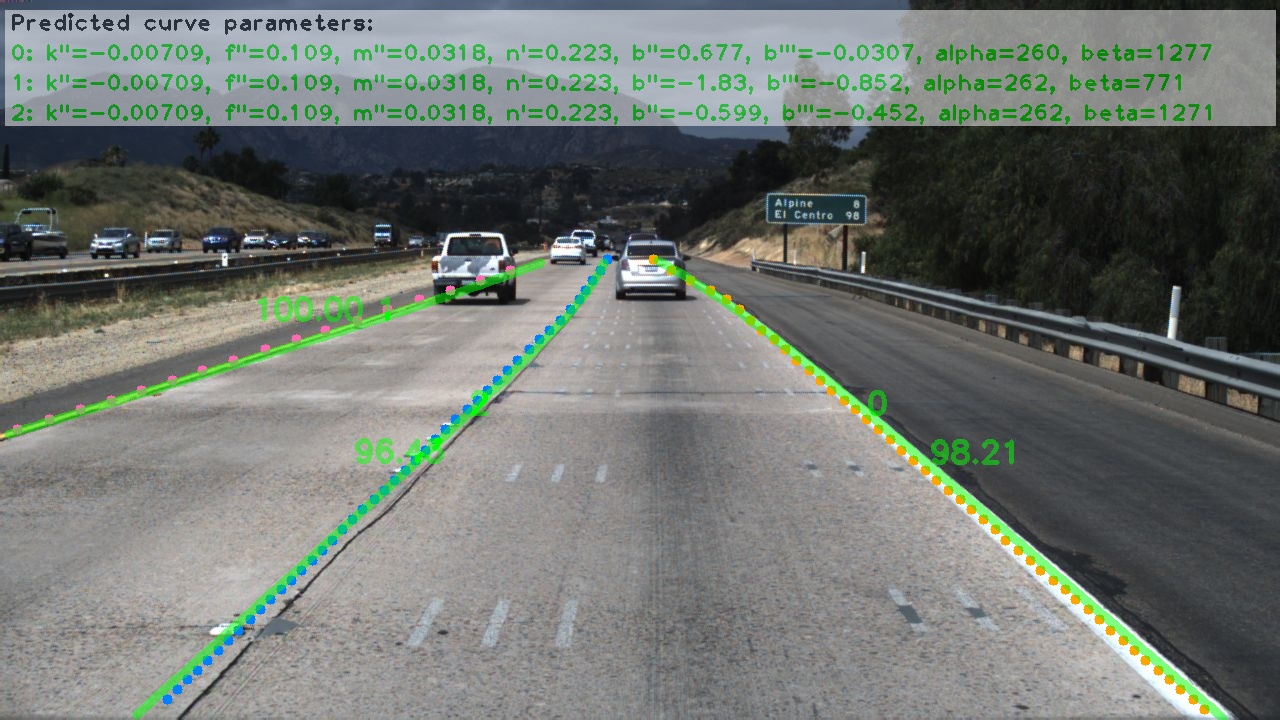 Predicted curve parameters:
0: k''=-0.00709, f''=0.109, m''=0.0318, n'=0.223, b''=0.677, b'''=-0.0307, alpha=260, beta=1277
1: k''=-0.00709, f''=0.109, m''=0.0318, n'=0.223, b''=-1.83, b'''=-0.852, alpha=262, beta=771
2: k''=-0.00709, f''=0.109, m''=0.0318, n'=0.223, b''=-0.599, b'''=-0.452, alpha=262, beta=1271
Alpine 8
El Centro 98
100.00 1
0
98.21